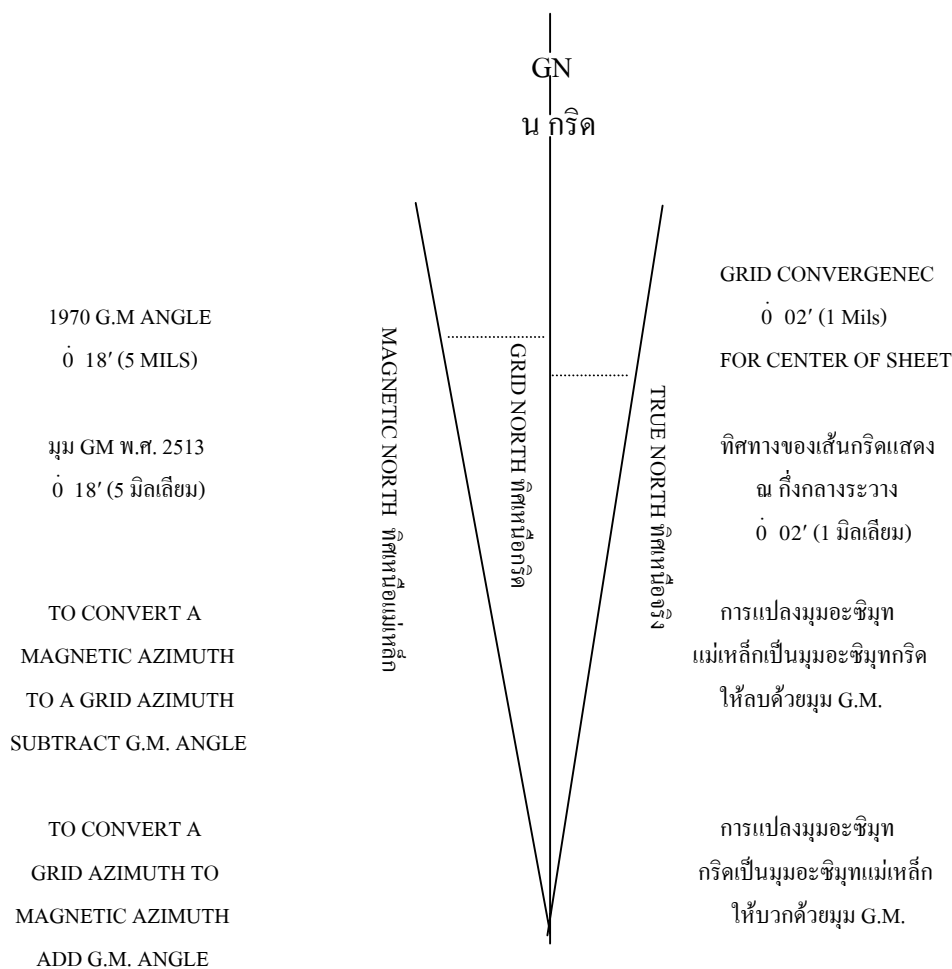 GN
น กริด
1970 G.M ANGLE
0̇ 18′ (5 MILS)
มุม GM พ.ศ. 2513
0̇ 18′ (5 มิลเลียม)
TO CONVERT A
MAGNETIC AZIMUTH
TO A GRID AZIMUTH
SUBTRACT G.M. ANGLE
TO CONVERT A
GRID AZIMUTH TO
MAGNETIC AZIMUTH
ADD G.M. ANGLE
MAGNETIC NORTH ทิศเหนือแม่เหล็ก
GRID NORTH ทิศเหนือกริด
TRUE NORTH ทิศเหนือจริง
GRID CONVERGENEC
0̇ 02′ (1 Mils)
FOR CENTER OF SHEET
ทิศทางของเส้นกริดแสดง
ณ กึ่งกลางระวาง
0̇ 02′ (1 มิลเลียม)
การแปลงมุมอะซิมุท
แม่เหล็กเป็นมุมอะซิมุทกริด
ให้ลบด้วยมุม G.M.
การแปลงมุมอะซิมุท
กริดเป็นมุมอะซิมุทแม่เหล็ก
ให้บวกด้วยมุม G.M.